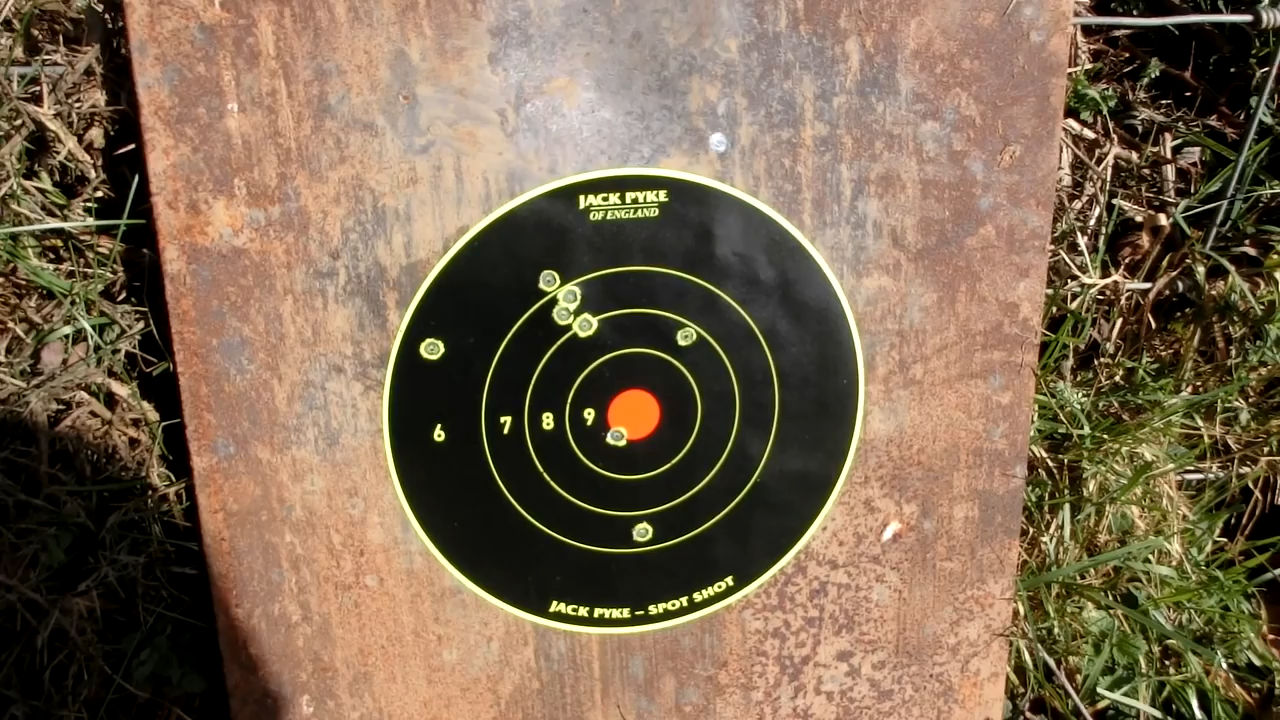 JACK PYKE
OF ENGLAND
6 7 8 9
JACK PYKE – SPOT SHOT